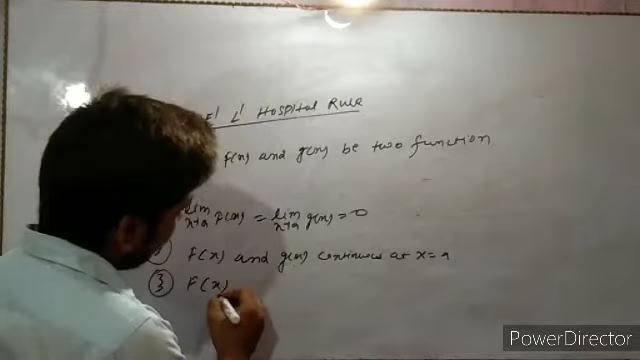 L' Hospital Rule
F(x) and g(x) be two function
lim x→a F(x) = lim x→a g(x) = 0
F(x) and g(x) continuous at x = a
③ F(x)
PowerDirector